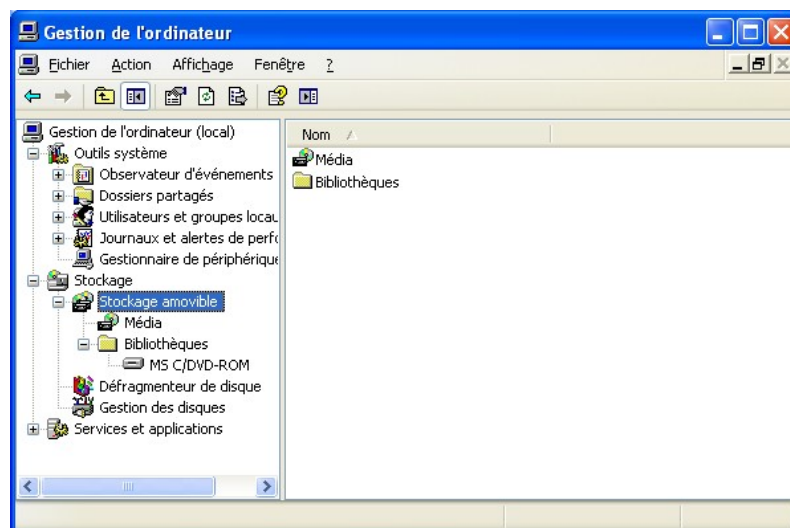 Gestion de l'ordinateur
Fichier Action Affichage Fenêtre ?
Gestion de l'ordinateur (local)
Outils système
Observateur d'événements
Dossiers partagés
Utilisateurs et groupes locau
Journaux et alertes de perfo
Gestionnaire de périphérique
Stockage
Stockage amovible
Média
Bibliothèques
MS C/DVD-ROM
Défragmenteur de disque
Gestion des disques
Services et applications
Nom
Média
Bibliothèques